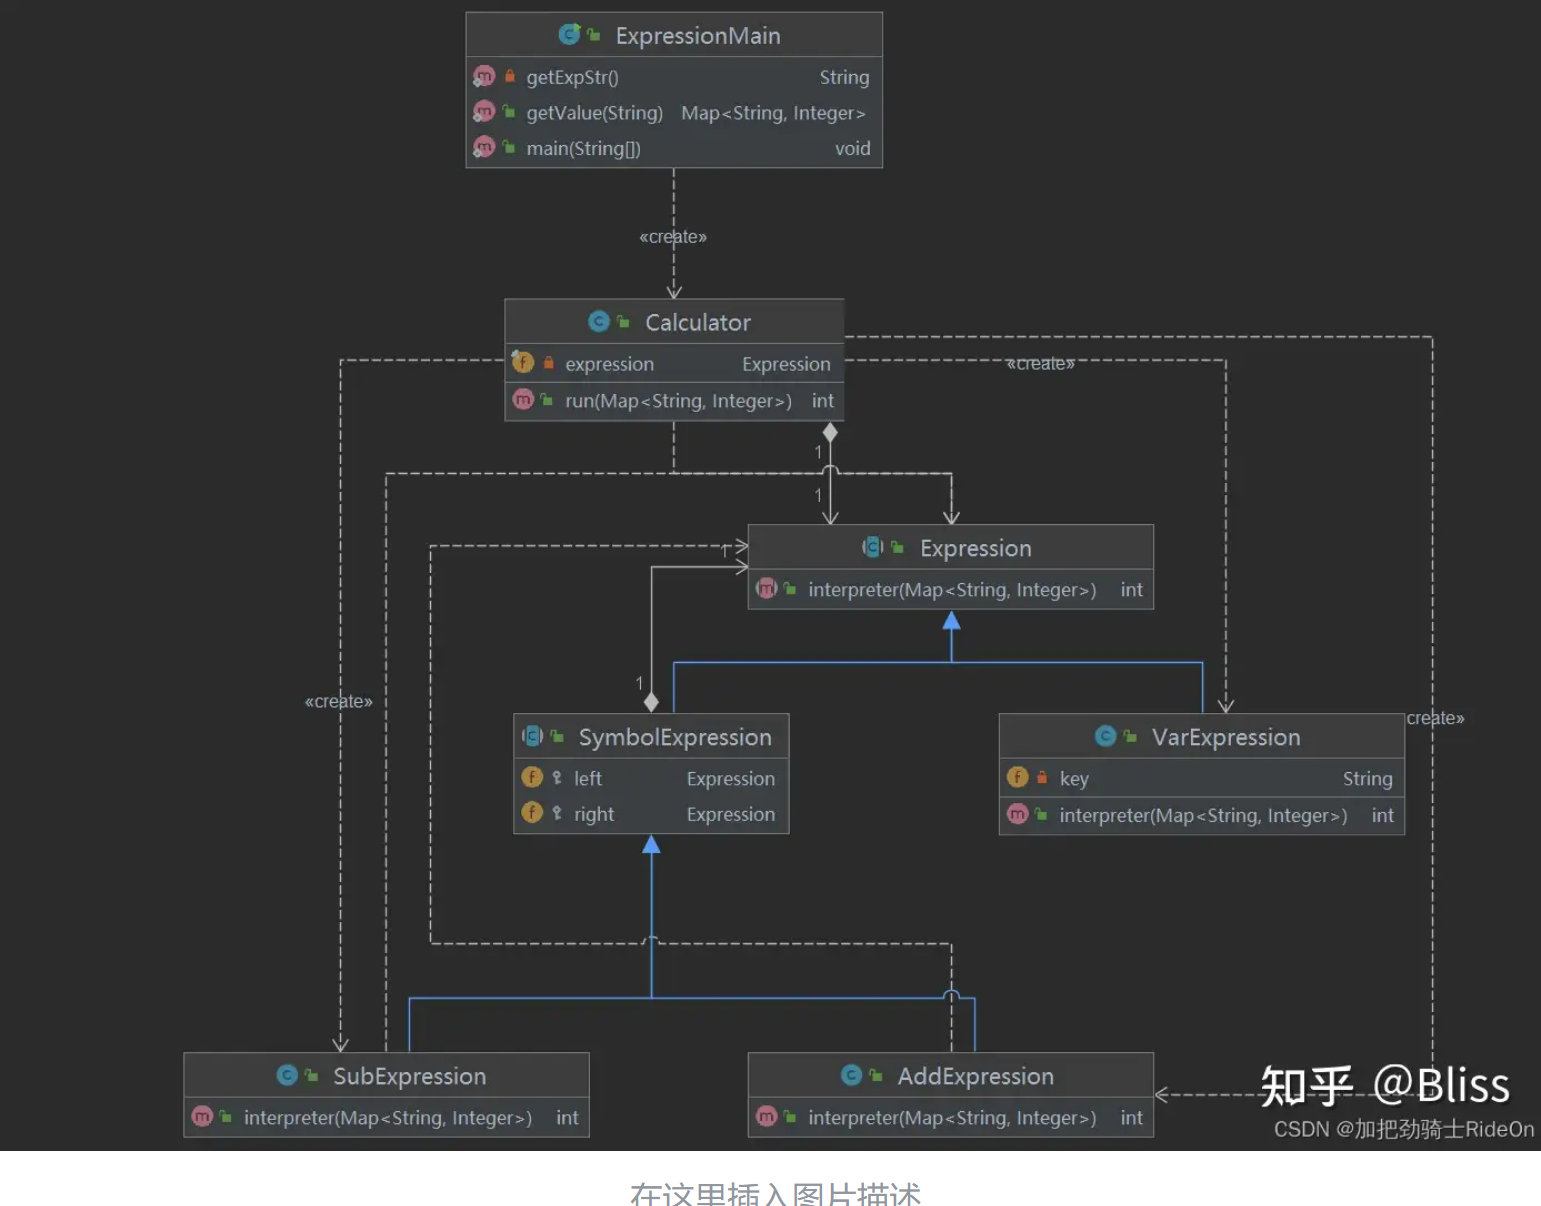 ExpressionMain
getExpStr() String
getValue(String) Map<String, Integer>
main(String[]) void
«create»
Calculator
expression Expression
«create»
run(Map<String, Integer>) int
1
1
1
Expression
interpreter(Map<String, Integer>) int
1
«create»
create»
SymbolExpression
left Expression
right Expression
VarExpression
key String
interpreter(Map<String, Integer>) int
SubExpression
interpreter(Map<String, Integer>) int
AddExpression
interpreter(Map<String, Integer>) int
知乎 @Bliss
CSDN @加把劲骑士RideOn
在这里插入图片描述